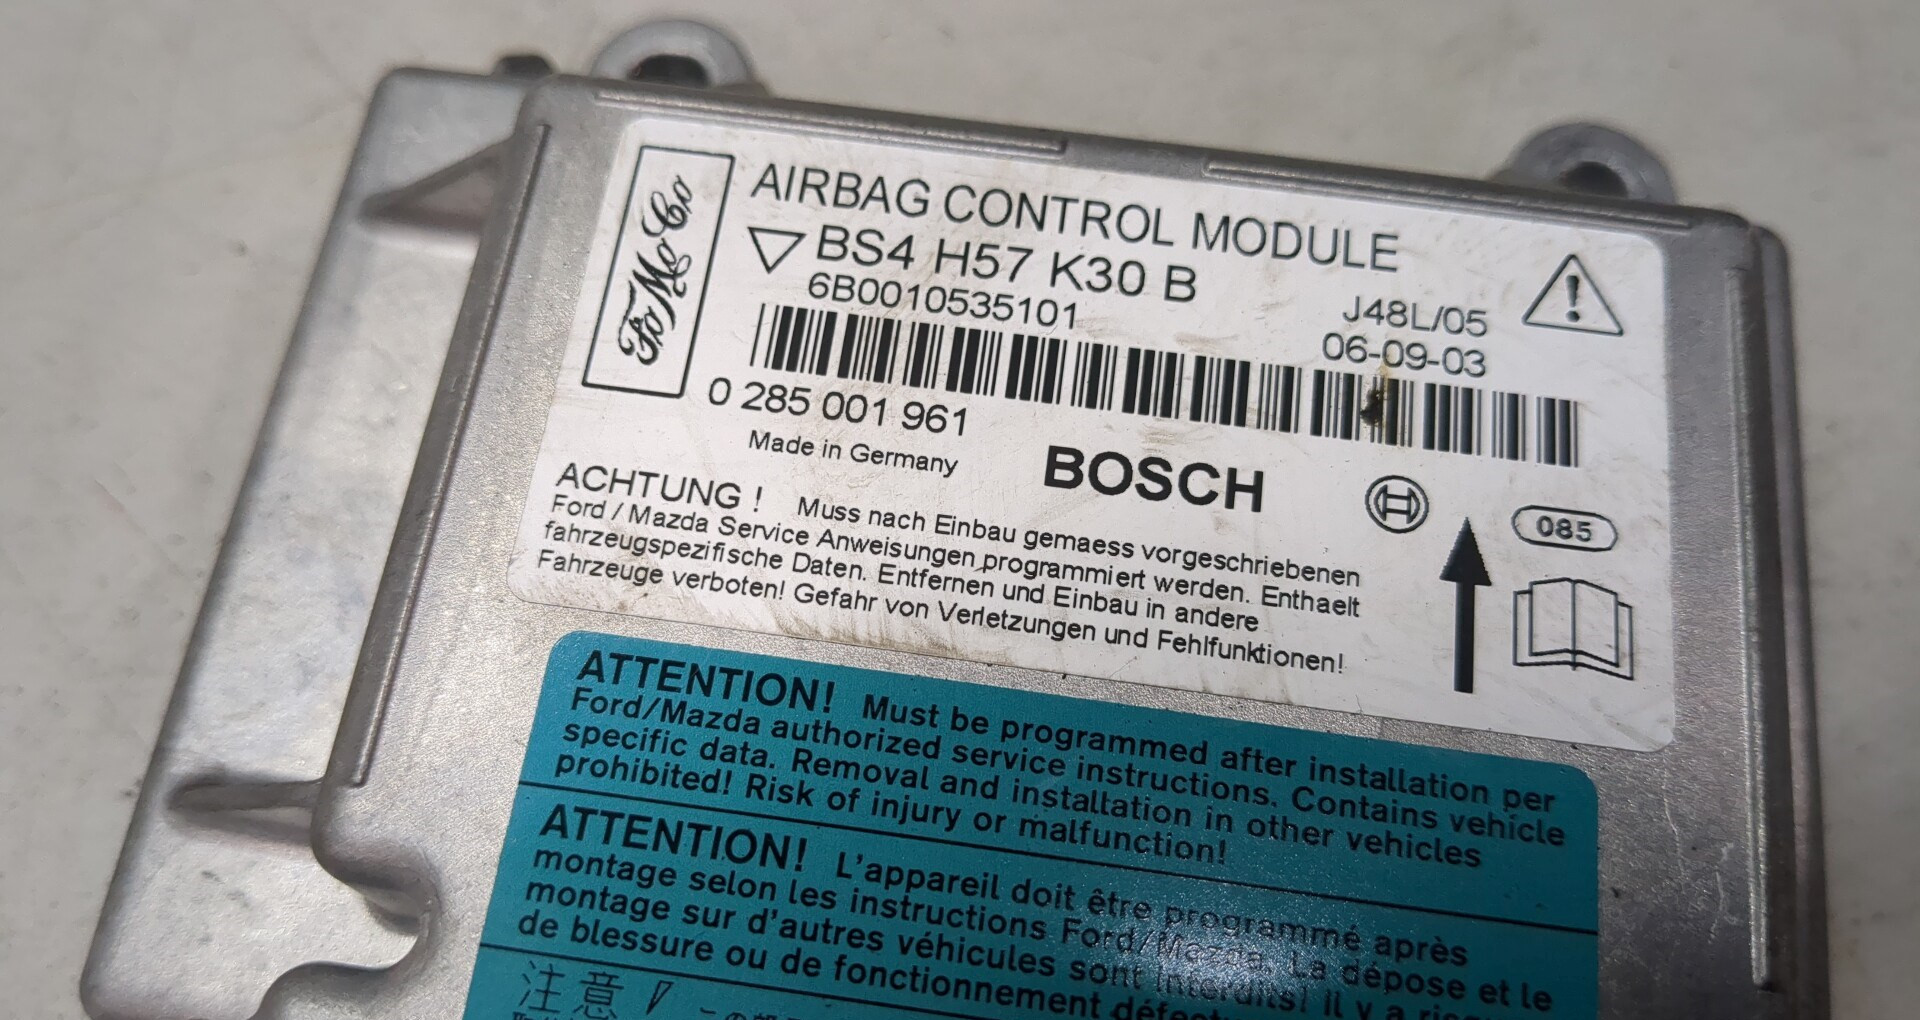 FoMoCo
AIRBAG CONTROL MODULE
BS4 H57 K30 B
6B0010535101
J48L/05
06-09-03
0 285 001 961
Made in Germany
BOSCH
085
ACHTUNG ! Muss nach Einbau gemaess vorgeschriebenen
Ford / Mazda Service Anweisungen programmiert werden. Enthaelt
fahrzeugspezifische Daten. Entfernen und Einbau in andere
Fahrzeuge verboten! Gefahr von Verletzungen und Fehlfunktionen!
ATTENTION! Must be programmed after installation per
Ford/Mazda authorized service instructions. Contains vehicle
specific data. Removal and installation in other vehicles
prohibited! Risk of injury or malfunction!
ATTENTION! L'appareil doit être programmé après
montage selon les instructions Ford/Mazda. La dépose et le
montage sur d'autres véhicules sont interdits! Il y a
de blessure ou de fonctionnement
注意